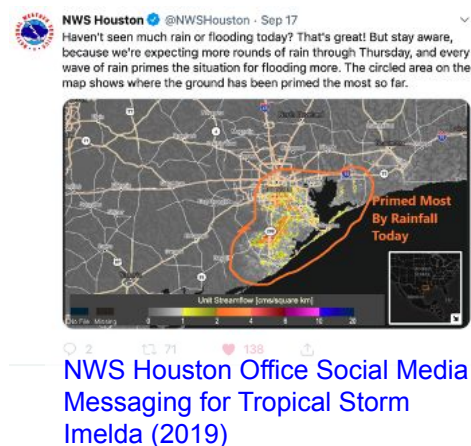 NWS Houston @NWSHouston · Sep 17
Haven't seen much rain or flooding today? That's great! But stay aware,
because we're expecting more rounds of rain through Thursday, and every
wave of rain primes the situation for flooding more. The circled area on the
map shows where the ground has been primed the most so far.
Primed Most
By Rainfall
Today
Unit Streamflow [cms/square km]
No Flw Missing 0 1 2 4 6 10 20
2 71 138
NWS Houston Office Social Media
Messaging for Tropical Storm
Imelda (2019)